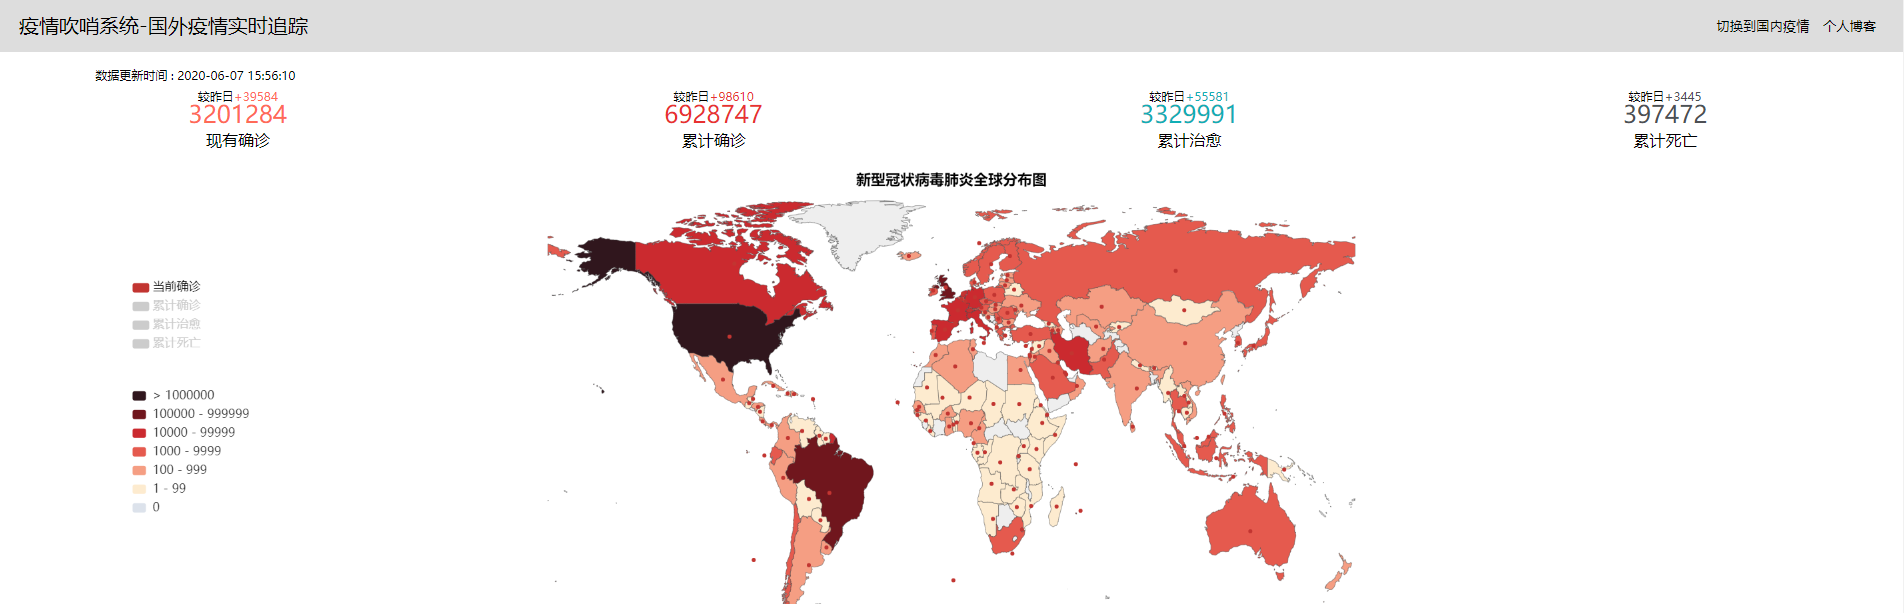 疫情吹哨系统-国外疫情实时追踪
切换到国内疫情 个人博客
数据更新时间 : 2020-06-07 15:56:10
较昨日+39584
3201284
现有确诊
较昨日+98610
6928747
累计确诊
较昨日+55581
3329991
累计治愈
较昨日+3445
397472
累计死亡
新型冠状病毒肺炎全球分布图
当前确诊
累计确诊
累计治愈
累计死亡
> 1000000
100000 - 999999
10000 - 99999
1000 - 9999
100 - 999
1 - 99
0